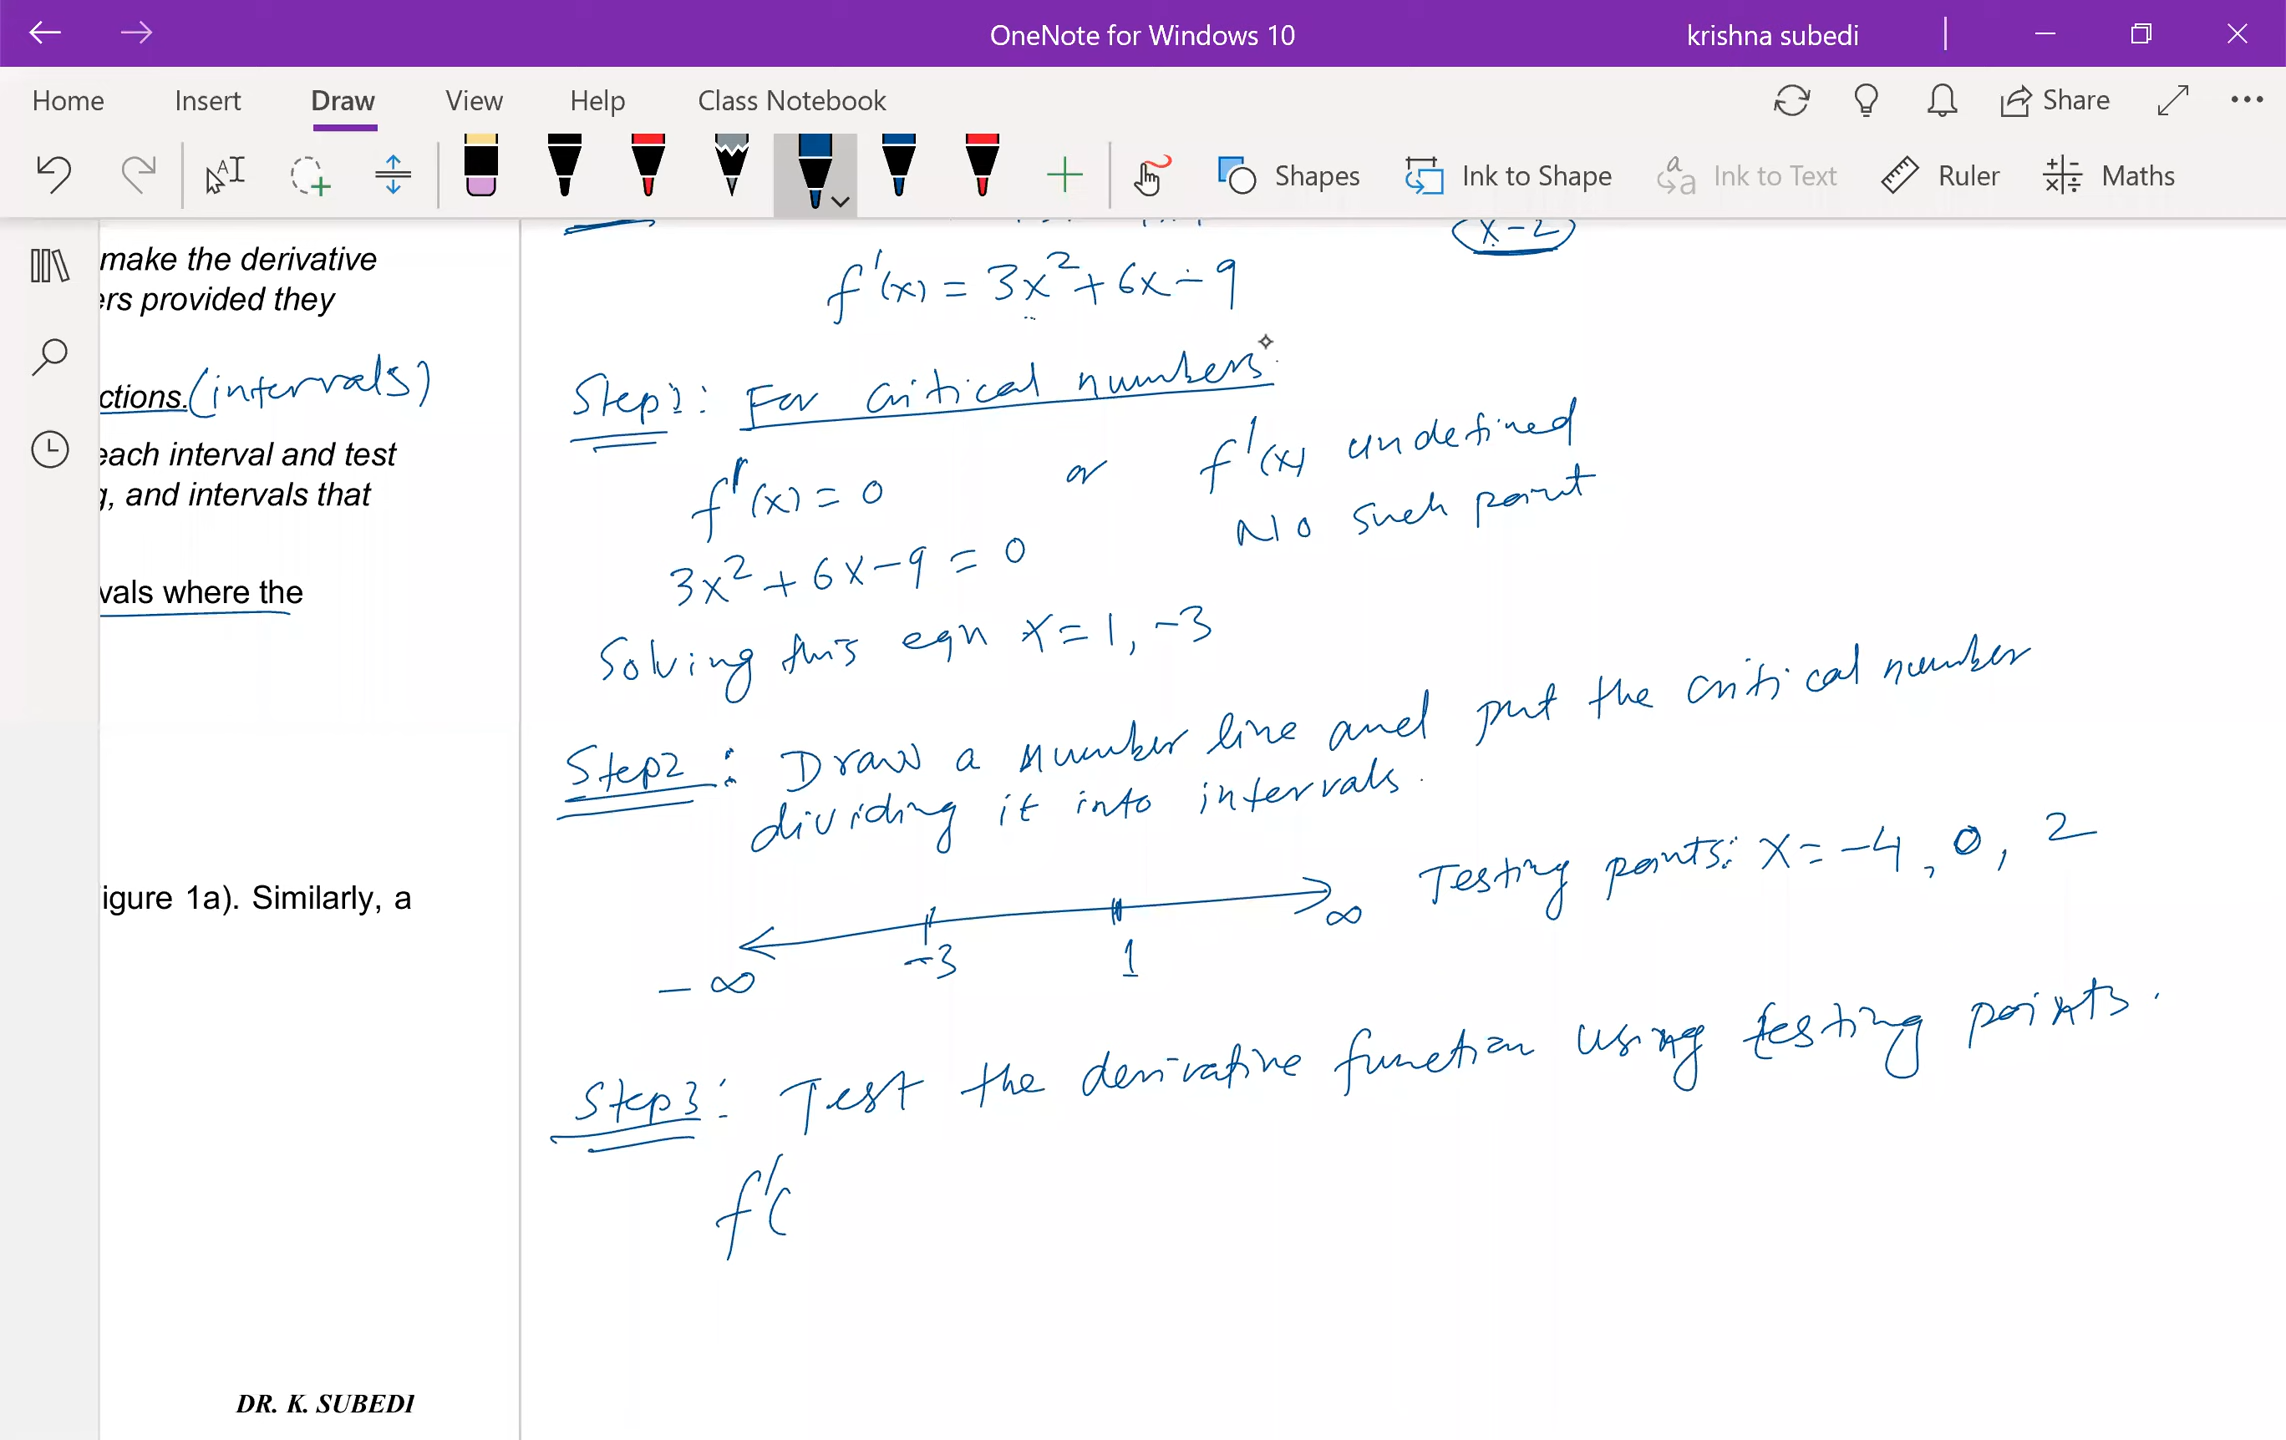 OneNote for Windows 10
krishna subedi
Home Insert Draw View Help Class Notebook
Share
Shapes Ink to Shape Ink to Text Ruler Maths
make the derivative
ers provided they
ctions. (intervals)
each interval and test
g, and intervals that
vals where the
igure 1a). Similarly, a
DR. K. SUBEDI
x-2
f'(x) = 3x²+6x-9
Step1: For critical numbers.
f'(x) = 0 or f'(x) undefined
No such point
3x²+6x-9 = 0
Solving this eqn x=1, -3
Step2: Draw a number line and put the critical number
dividing it into intervals.
Testing points: x=-4, 0, 2
-∞ -3 1 ∞
Step3: Test the derivative function using testing points.
f'(